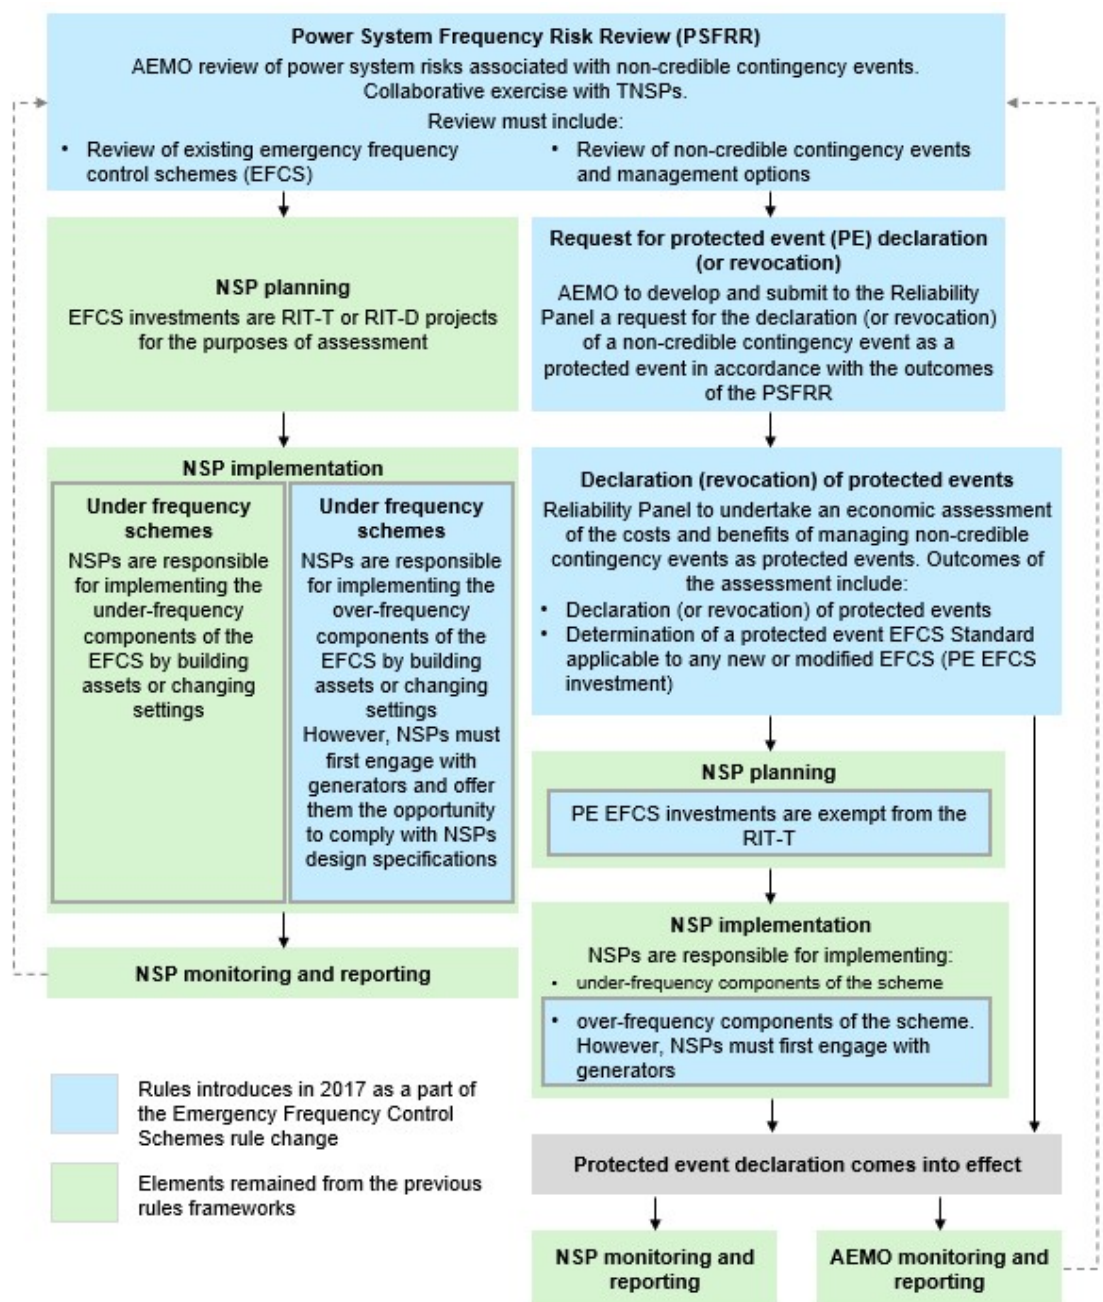 Power System Frequency Risk Review (PSFRR)
AEMO review of power system risks associated with non-credible contingency events.
Collaborative exercise with TNSPs.
Review must include:
• Review of existing emergency frequency
control schemes (EFCS)
• Review of non-credible contingency events
and management options
NSP planning
EFCS investments are RIT-T or RIT-D projects
for the purposes of assessment
Request for protected event (PE) declaration
(or revocation)
AEMO to develop and submit to the Reliability
Panel a request for the declaration (or revocation)
of a non-credible contingency event as a
protected event in accordance with the outcomes
of the PSFRR
NSP implementation
Under frequency
schemes
NSPs are responsible
for implementing the
under-frequency
components of the
EFCS by building
assets or changing
settings
Under frequency
schemes
NSPs are responsible
for implementing the
over-frequency
components of the
EFCS by building
assets or changing
settings
However, NSPs must
first engage with
generators and offer
them the opportunity
to comply with NSPs
design specifications
NSP monitoring and reporting
Declaration (revocation) of protected events
Reliability Panel to undertake an economic assessment
of the costs and benefits of managing non-credible
contingency events as protected events. Outcomes of
the assessment include:
• Declaration (or revocation) of protected events
• Determination of a protected event EFCS Standard
applicable to any new or modified EFCS (PE EFCS
investment)
NSP planning
PE EFCS investments are exempt from the
RIT-T
NSP implementation
NSPs are responsible for implementing:
• under-frequency components of the scheme
• over-frequency components of the scheme.
However, NSPs must first engage with
generators
Protected event declaration comes into effect
NSP monitoring and
reporting
AEMO monitoring and
reporting
Rules introduces in 2017 as a part of
the Emergency Frequency Control
Schemes rule change
Elements remained from the previous
rules frameworks